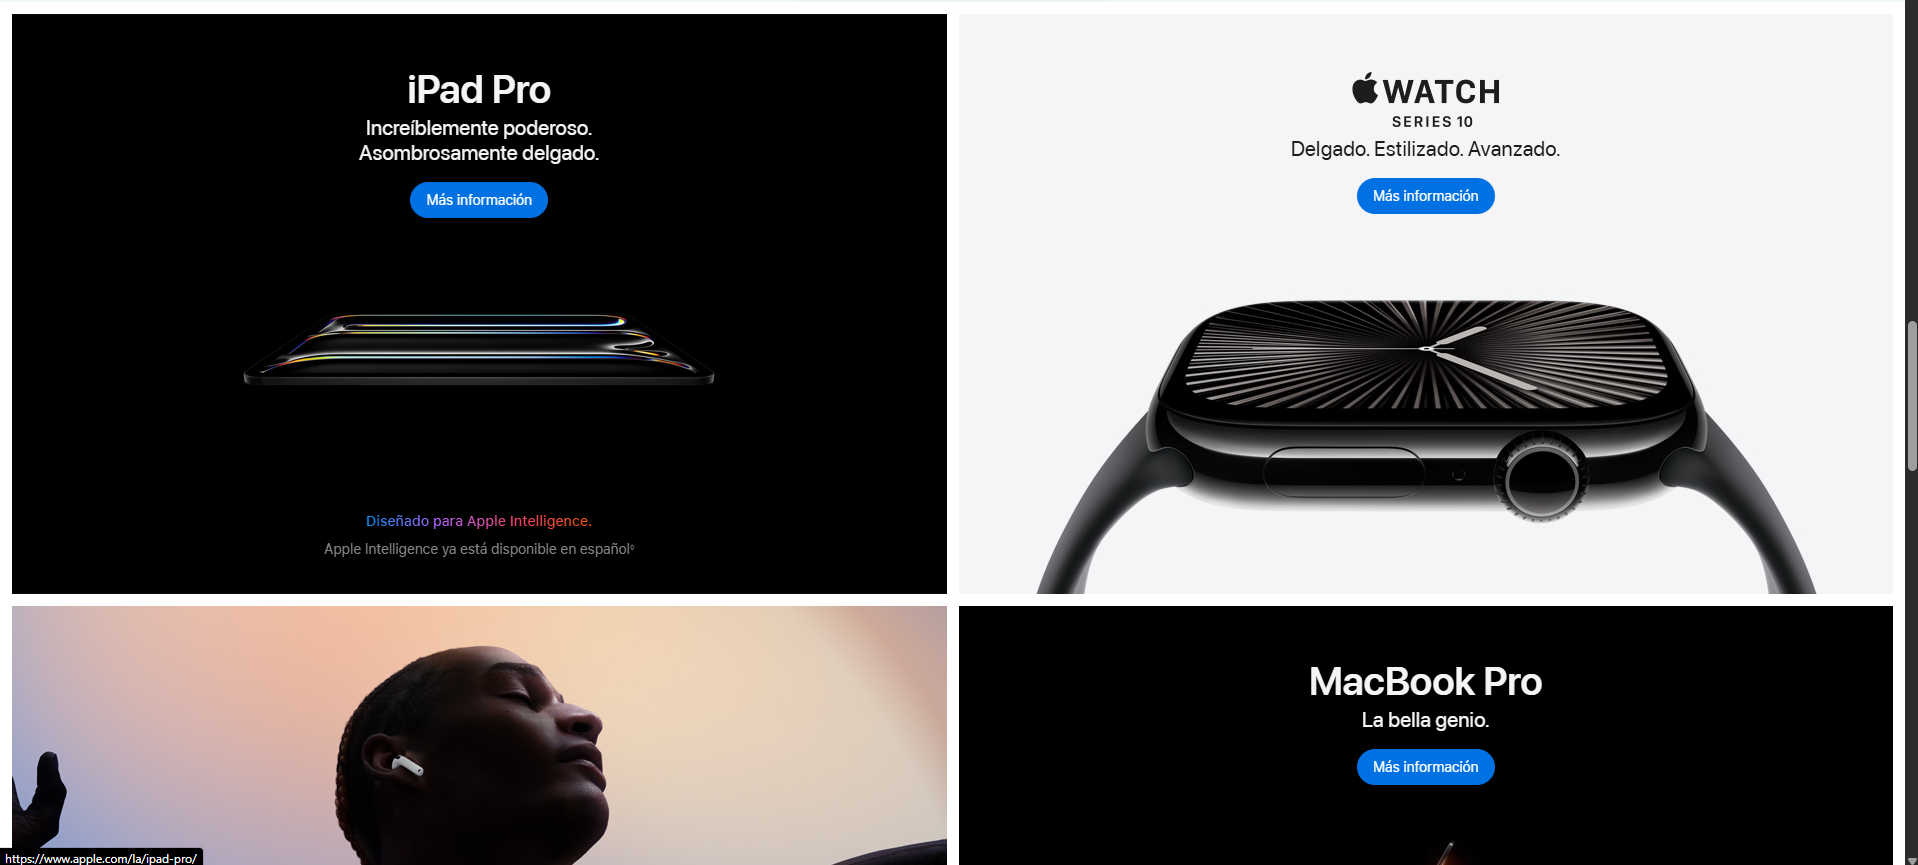 iPad Pro
Increíblemente poderoso.
Asombrosamente delgado.
Más información
Diseñado para Apple Intelligence.
Apple Intelligence ya está disponible en español◊
WATCH
SERIES 10
Delgado. Estilizado. Avanzado.
Más información
MacBook Pro
La bella genio.
Más información
https://www.apple.com/la/ipad-pro/